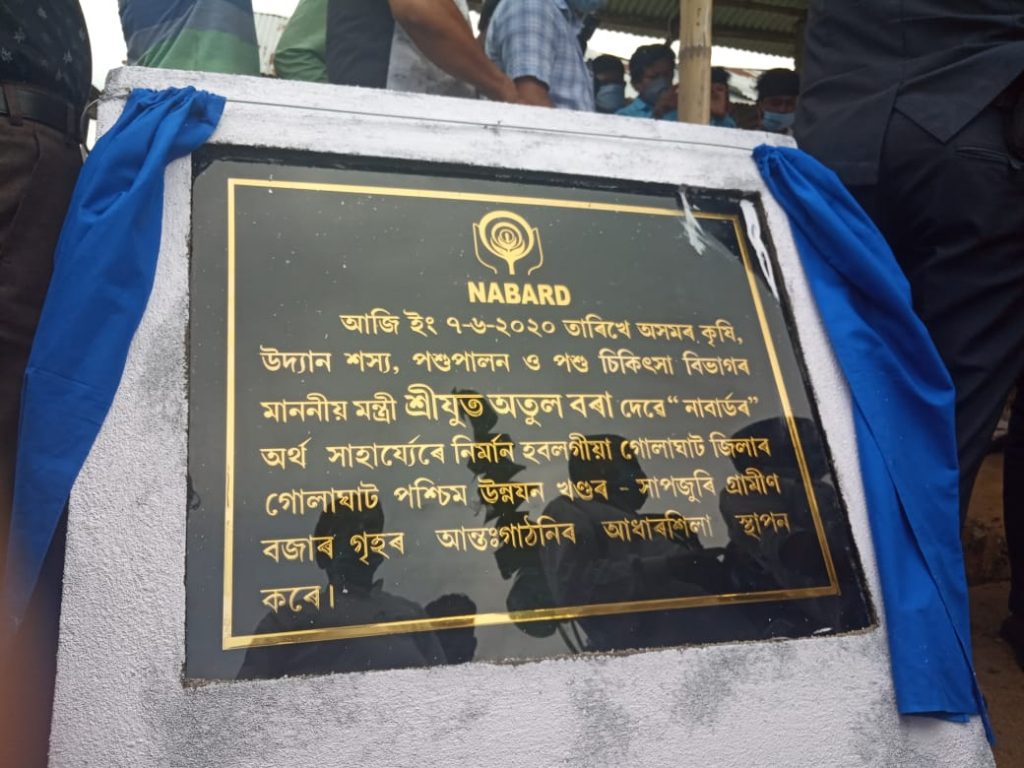 NABARD
আজি ইং ৭-৬-২০২০ তাৰিখে অসমৰ কৃষি,
উদ্যান শস্য, পশুপালন ও পশু চিকিৎসা বিভাগৰ
মাননীয় মন্ত্ৰী শ্ৰীযুত অতুল বৰা দেৱে “ নাবাৰ্ডৰ”
অৰ্থ সাহাৰ্য্যেৰে নিৰ্মান হবলগীয়া গোলাঘাট জিলাৰ
গোলাঘাট পশ্চিম উন্নয়ন খণ্ডৰ - সাপজুৰি গ্ৰামীণ
বজাৰ গৃহৰ আন্তঃগাঠনিৰ আধাৰশিলা স্থাপন
কৰে।